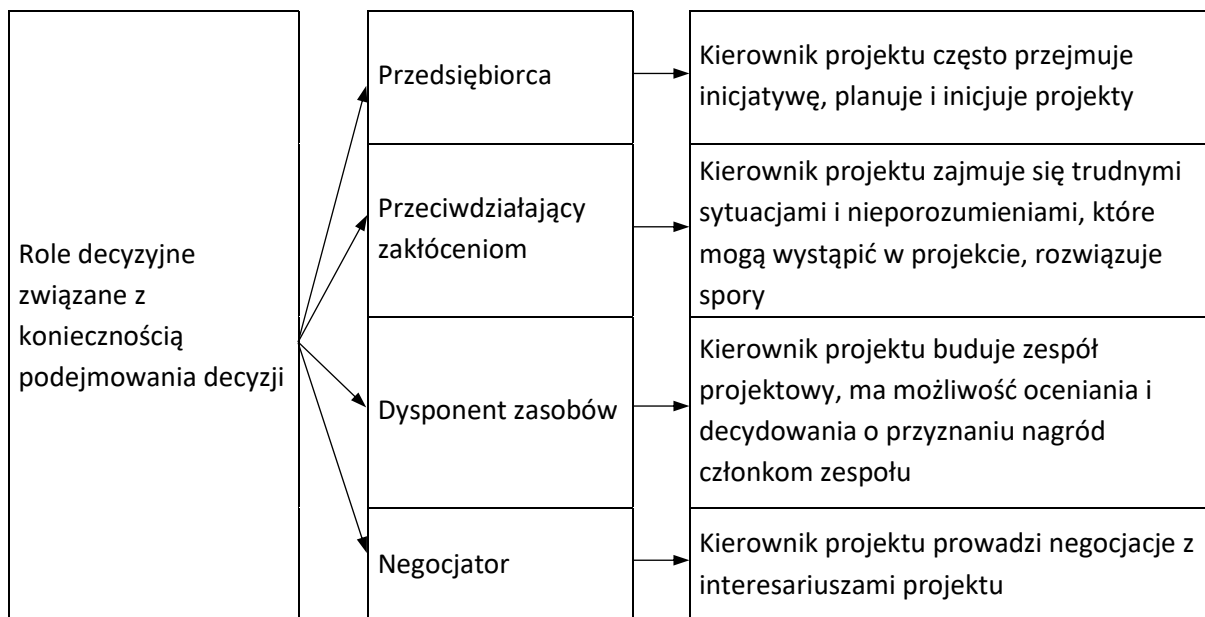 Role decyzyjne
związane z
koniecznością
podejmowania decyzji
Przedsiębiorca
Kierownik projektu często przejmuje
inicjatywę, planuje i inicjuje projekty
Przeciwdziałający
zakłóceniom
Kierownik projektu zajmuje się trudnymi
sytuacjami i nieporozumieniami, które
mogą wystąpić w projekcie, rozwiązuje
spory
Dysponent zasobów
Kierownik projektu buduje zespół
projektowy, ma możliwość oceniania i
decydowania o przyznaniu nagród
członkom zespołu
Negocjator
Kierownik projektu prowadzi negocjacje z
interesariuszami projektu